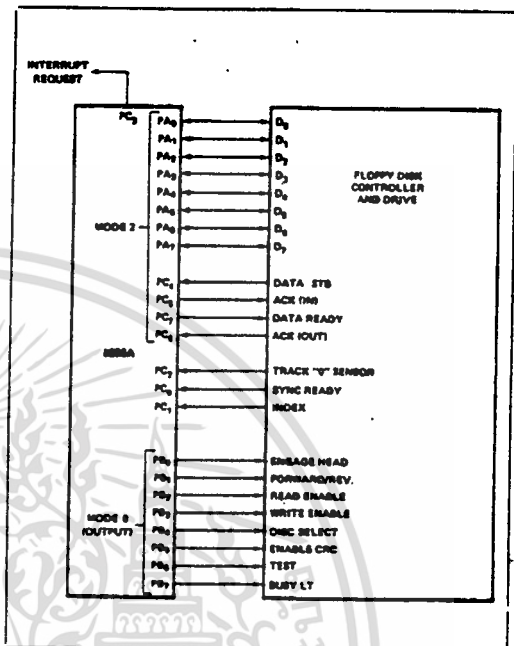 INTERRUPT
REQUEST
PC3
PA0 D0
PA1 D1
PA2 D2
PA3 D3
PA4 D4
PA5 D5
PA6 D6
PA7 D7
FLOPPY DISK
CONTROLLER
AND DRIVE
MODE 2
PC4 DATA STB
PC5 ACK (IN)
PC7 DATA READY
PC6 ACK (OUT)
PC2 TRACK "0" SENSOR
PC0 SYNC READY
PC1 INDEX
MODE 0
(OUTPUT)
PB0 ENGAGE HEAD
PB1 FORWARD/REV.
PB2 READ ENABLE
PB3 WRITE ENABLE
PB4 DISC SELECT
PB5 ENABLE CRC
PB6 TEST
PB7 BUSY LT